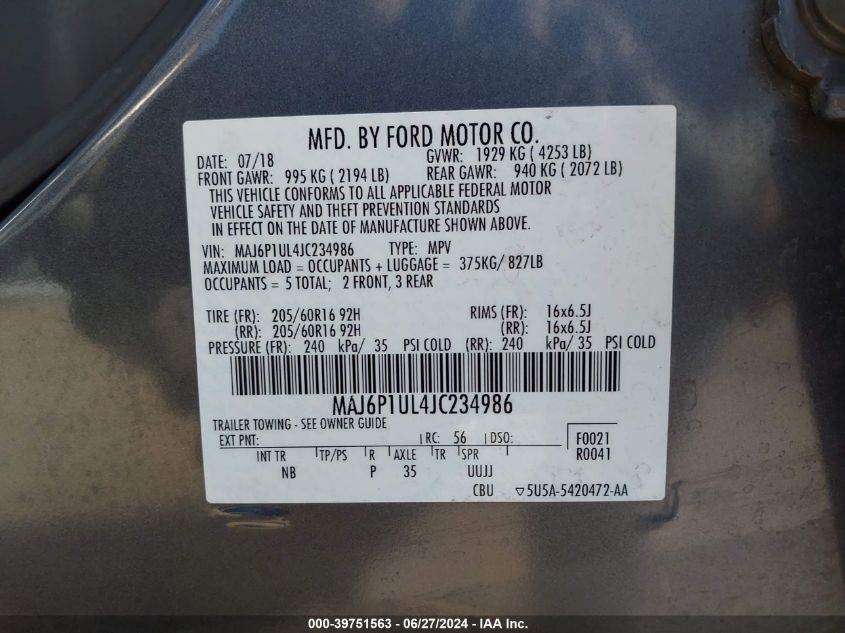 MFD. BY FORD MOTOR CO.
DATE: 07/18 GVWR: 1929 KG ( 4253 LB)
FRONT GAWR: 995 KG ( 2194 LB) REAR GAWR: 940 KG ( 2072 LB)
THIS VEHICLE CONFORMS TO ALL APPLICABLE FEDERAL MOTOR
VEHICLE SAFETY AND THEFT PREVENTION STANDARDS
IN EFFECT ON THE DATE OF MANUFACTURE SHOWN ABOVE.
VIN: MAJ6P1UL4JC234986 TYPE: MPV
MAXIMUM LOAD = OCCUPANTS + LUGGAGE = 375KG/ 827LB
OCCUPANTS = 5 TOTAL; 2 FRONT, 3 REAR
TIRE (FR): 205/60R16 92H RIMS (FR): 16x6.5J
(RR): 205/60R16 92H (RR): 16x6.5J
PRESSURE (FR): 240 kPa/ 35 PSI COLD (RR): 240 kPa/ 35 PSI COLD
MAJ6P1UL4JC234986
TRAILER TOWING - SEE OWNER GUIDE
EXT PNT: RC: 56 DSO: F0021
INT TR TP/PS R AXLE TR SPR R0041
NB P 35 UUJJ
CBU ▽5U5A-5420472-AA
000-39751563 / 06/27/2024 / IAA, Inc.